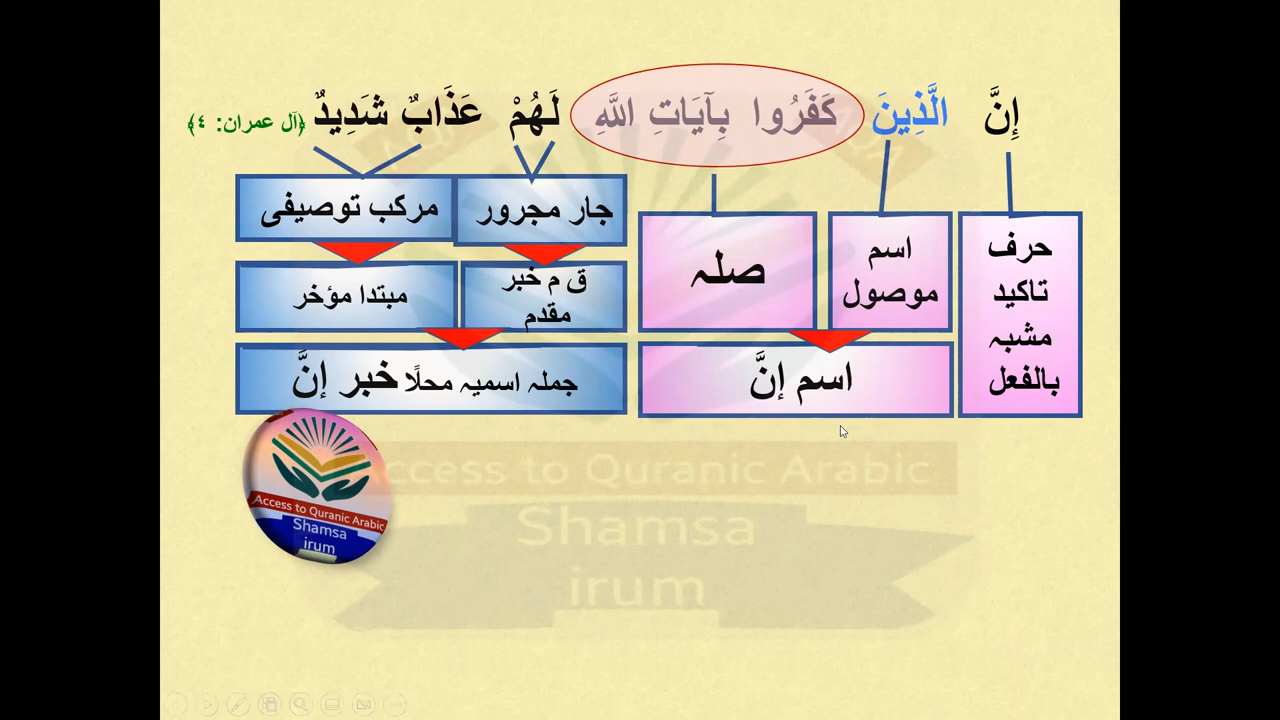 إِنَّ الَّذِينَ كَفَرُوا بِآيَاتِ اللَّهِ لَهُمْ عَذَابٌ شَدِيدٌ ﴿آل عمران: ٤﴾
حرف
تاکید
مشبہ
بالفعل
اسم
موصول
صلہ
اسم إنَّ
جار مجرور
مرکب توصیفی
ق م خبر
مقدم
مبتدا مؤخر
جملہ اسمیہ محلًا خبر إنَّ
Access to Quranic Arabic
Shamsa
irum
Access to Quranic Arabic
Shamsa
irum